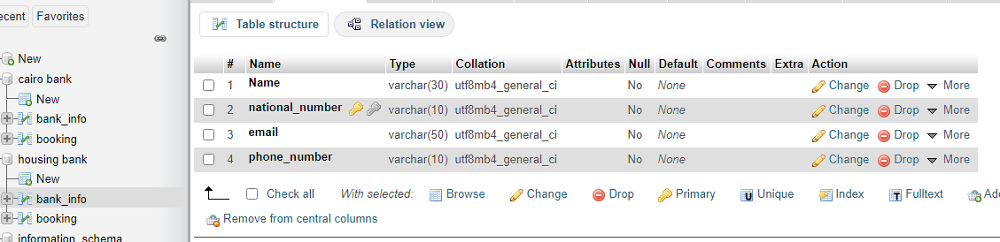 ecent
Favorites
New
cairo bank
New
bank_info
booking
housing bank
New
bank_info
booking
information_schema
Table structure
Relation view
# Name Type Collation Attributes Null Default Comments Extra Action
1 Name varchar(30) utf8mb4_general_ci No None Change Drop More
2 national_number varchar(10) utf8mb4_general_ci No None Change Drop More
3 email varchar(50) utf8mb4_general_ci No None Change Drop More
4 phone_number varchar(10) utf8mb4_general_ci No None Change Drop More
Check all With selected: Browse Change Drop Primary Unique Index Fulltext Ad
Remove from central columns